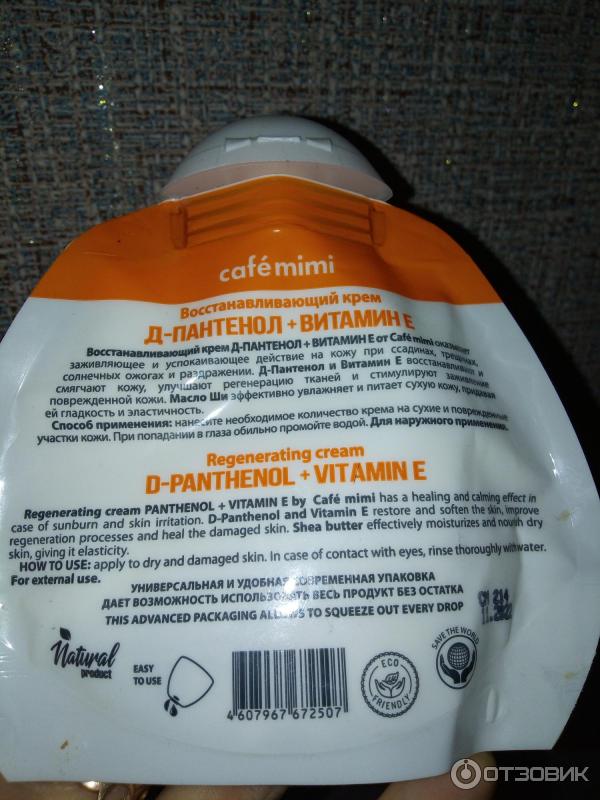 café mimi
Восстанавливающий крем
Д-ПАНТЕНОЛ + ВИТАМИН Е
Восстанавливающий крем Д-ПАНТЕНОЛ + ВИТАМИН Е от Café mimi оказывает
заживляющее и успокаивающее действие на кожу при ссадинах, трещинах,
солнечных ожогах и раздражении. Д-Пантенол и Витамин Е восстанавливают и
смягчают кожу, улучшают регенерацию тканей и стимулируют заживление
поврежденной кожи. Масло Ши эффективно увлажняет и питает сухую кожу, придавая
ей гладкость и эластичность.
Способ применения: нанесите необходимое количество крема на сухие и поврежденные
участки кожи. При попадании в глаза обильно промойте водой. Для наружного применения.
Regenerating cream
D-PANTHENOL + VITAMIN E
Regenerating cream PANTHENOL + VITAMIN E by Café mimi has a healing and calming effect in
case of sunburn and skin irritation. D-Panthenol and Vitamin E restore and soften the skin, improve
regeneration processes and heal the damaged skin. Shea butter effectively moisturizes and nourish dry
skin, giving it elasticity.
HOW TO USE: apply to dry and damaged skin. In case of contact with eyes, rinse thoroughly with water.
For external use.
УНИВЕРСАЛЬНАЯ И УДОБНАЯ СОВРЕМЕННАЯ УПАКОВКА
ДАЕТ ВОЗМОЖНОСТЬ ИСПОЛЬЗОВАТЬ ВЕСЬ ПРОДУКТ БЕЗ ОСТАТКА
THIS ADVANCED PACKAGING ALLOWS TO SQUEEZE OUT EVERY DROP
214
Natural
product
EASY
TO USE
4 607967 672507
ECO
FRIENDLY
SAVE THE WORLD
ОТЗОВИК